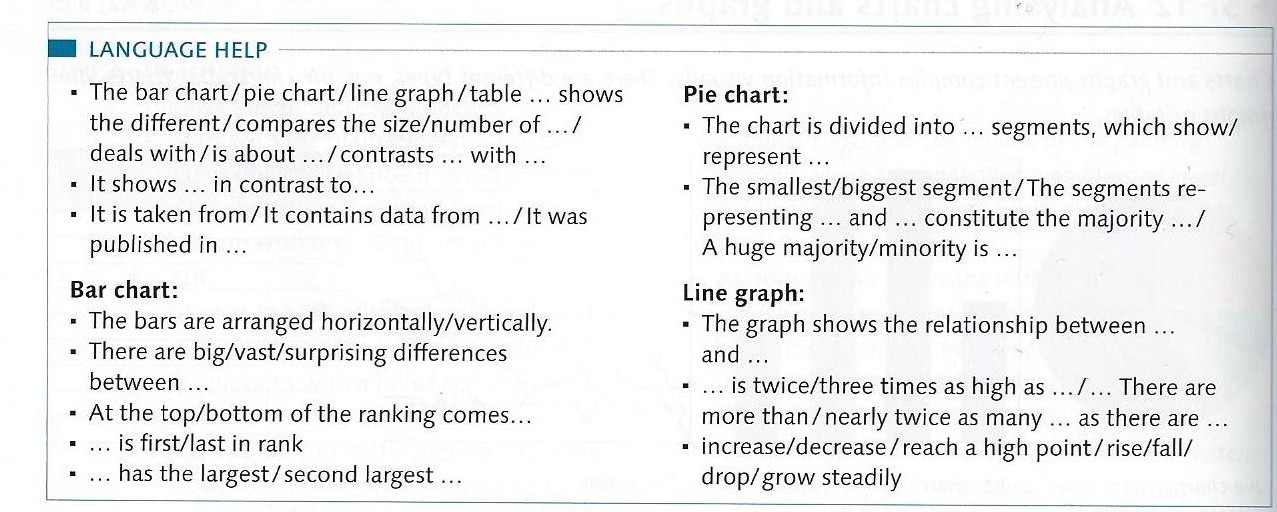 LANGUAGE HELP
▪ The bar chart/pie chart/line graph/table ... shows
the different/compares the size/number of .../
deals with/is about .../contrasts ... with ...
▪ It shows ... in contrast to...
▪ It is taken from/It contains data from .../It was
published in ...
Bar chart:
▪ The bars are arranged horizontally/vertically.
▪ There are big/vast/surprising differences
between ...
▪ At the top/bottom of the ranking comes...
▪ ... is first/last in rank
▪ ... has the largest/second largest ...
Pie chart:
▪ The chart is divided into ... segments, which show/
represent ...
▪ The smallest/biggest segment/The segments re-
presenting ... and ... constitute the majority .../
A huge majority/minority is ...
Line graph:
▪ The graph shows the relationship between ...
and ...
▪ ... is twice/three times as high as .../... There are
more than/nearly twice as many ... as there are ...
▪ increase/decrease/reach a high point/rise/fall/
drop/grow steadily